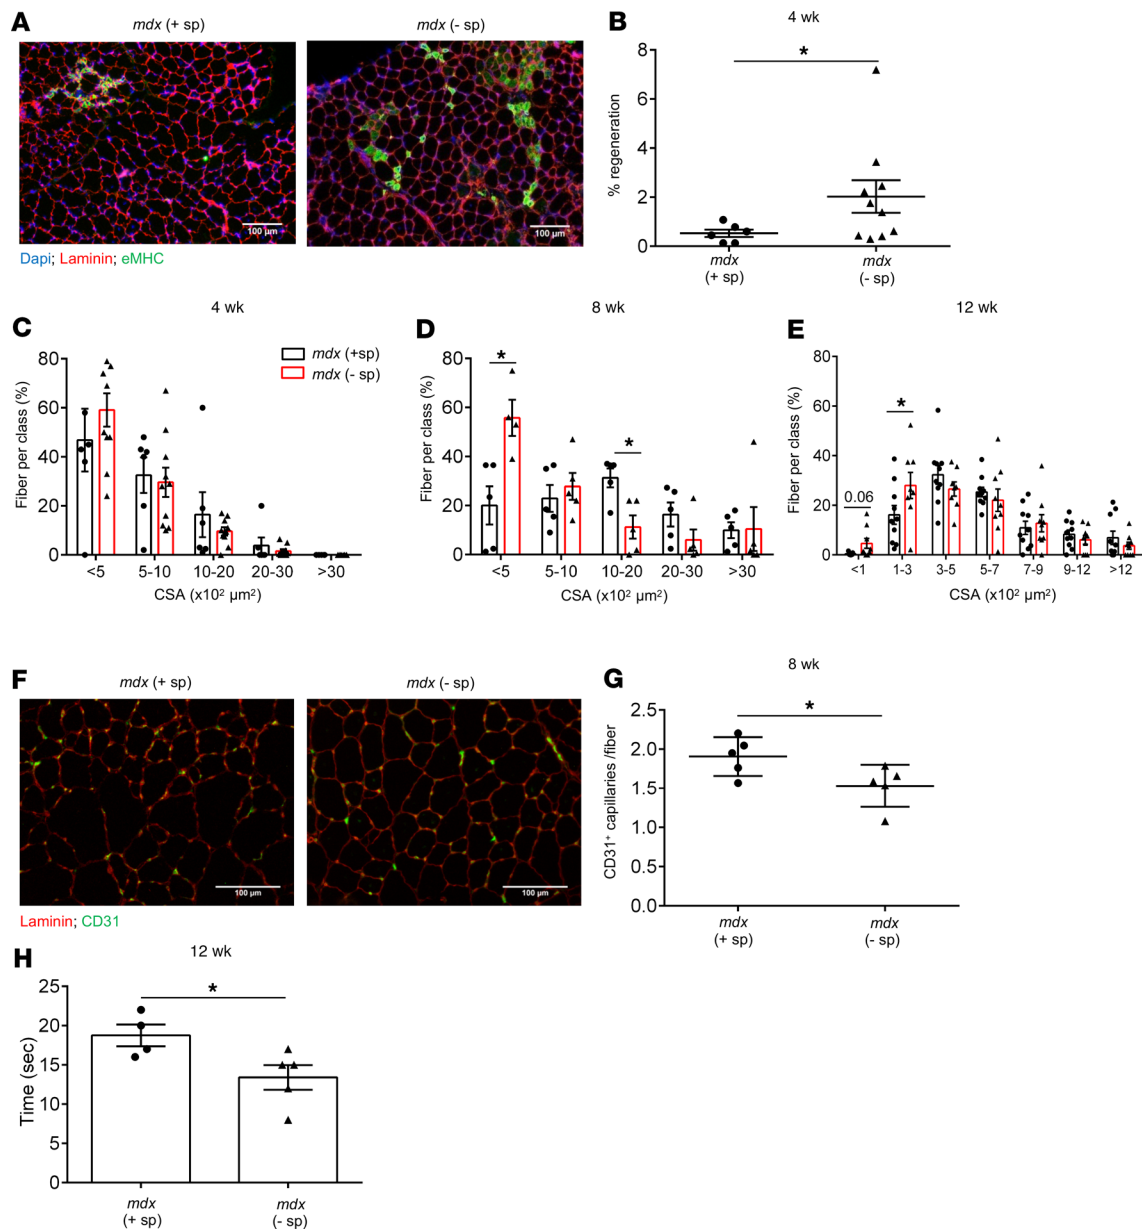 A
mdx (+ sp)
mdx (- sp)
100 µm
100 µm
Dapi; Laminin; eMHC
B
4 wk
% regeneration
8
6
4
2
0
*
mdx
(+ sp)
mdx
(- sp)
C
4 wk
Fiber per class (%)
80
60
40
20
0
mdx (+sp)
mdx (- sp)
<5
5-10
10-20
20-30
>30
CSA (x10² µm²)
D
8 wk
Fiber per class (%)
80
60
40
20
0
*
*
<5
5-10
10-20
20-30
>30
CSA (x10² µm²)
E
12 wk
Fiber per class (%)
80
60
40
20
0
0.06
*
<1
1-3
3-5
5-7
7-9
9-12
>12
CSA (x10² µm²)
F
mdx (+ sp)
mdx (- sp)
100 µm
100 µm
Laminin; CD31
G
8 wk
CD31⁺ capillaries /fiber
2.5
2.0
1.5
1.0
0.5
0.0
*
mdx
(+ sp)
mdx
(- sp)
H
12 wk
Time (sec)
25
20
15
10
5
0
*
mdx
(+ sp)
mdx
(- sp)